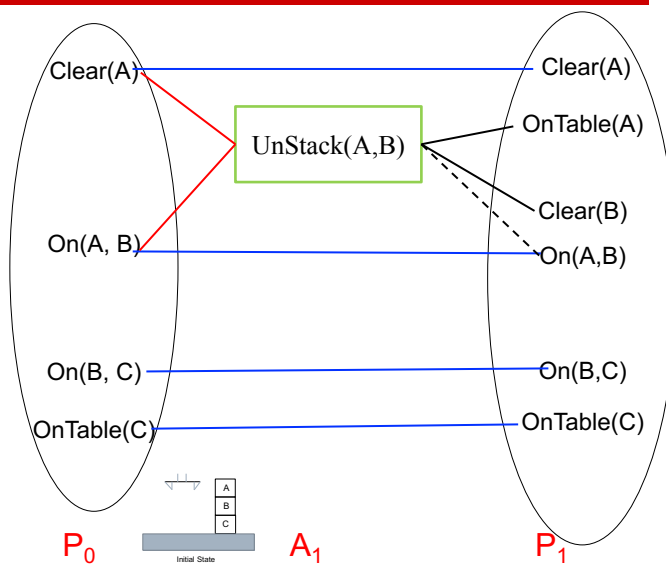 Clear(A)
On(A, B)
On(B, C)
OnTable(C)
UnStack(A,B)
Clear(A)
OnTable(A)
Clear(B)
On(A,B)
On(B,C)
OnTable(C)
A
B
C
Initial State
P0
A1
P1